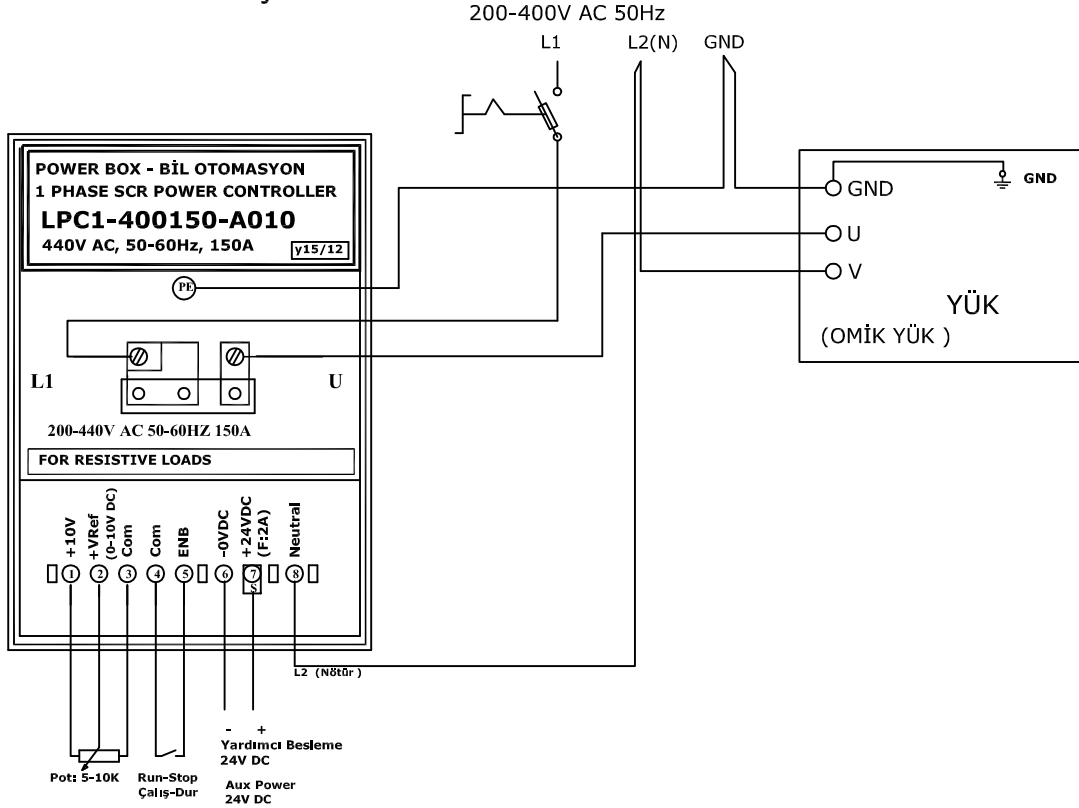 200-400V AC 50Hz
L1 L2(N) GND
POWER BOX - BİL OTOMASYON
1 PHASE SCR POWER CONTROLLER
LPC1-400150-A010
440V AC, 50-60Hz, 150A
y15/12
PE
GND
GND
U
V
YÜK
(OMİK YÜK )
L1
U
200-440V AC 50-60HZ 150A
FOR RESISTIVE LOADS
+10V
+VRef
(0-10V DC)
Com
Com
ENB
-0VDC
+24VDC
(F:2A)
Neutral
1 2 3 4 5 6 7 8
S
L2 (Nötür )
- +
Yardımcı Besleme
24V DC
Pot: 5-10K
Run-Stop
Çalış-Dur
Aux Power
24V DC